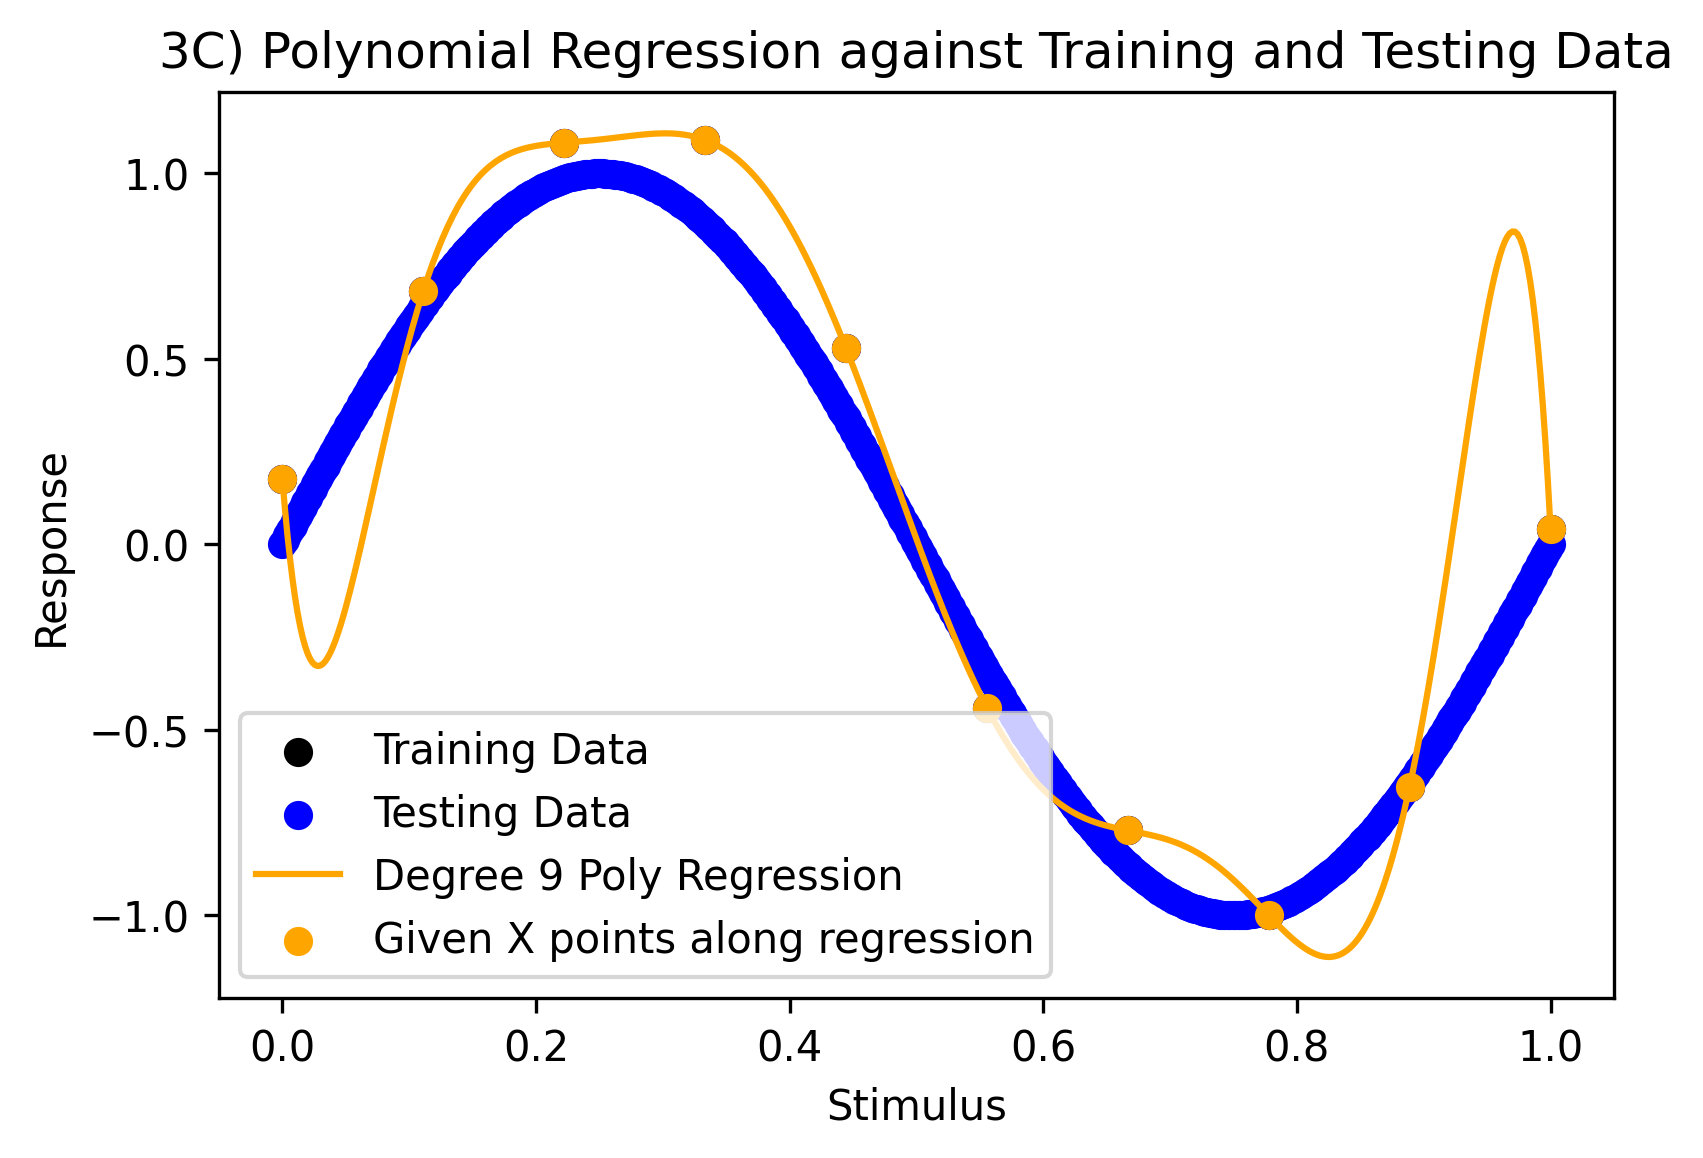 3C) Polynomial Regression against Training and Testing Data
Response
1.0
0.5
0.0
−0.5
−1.0
Training Data
Testing Data
Degree 9 Poly Regression
Given X points along regression
0.0 0.2 0.4 0.6 0.8 1.0
Stimulus